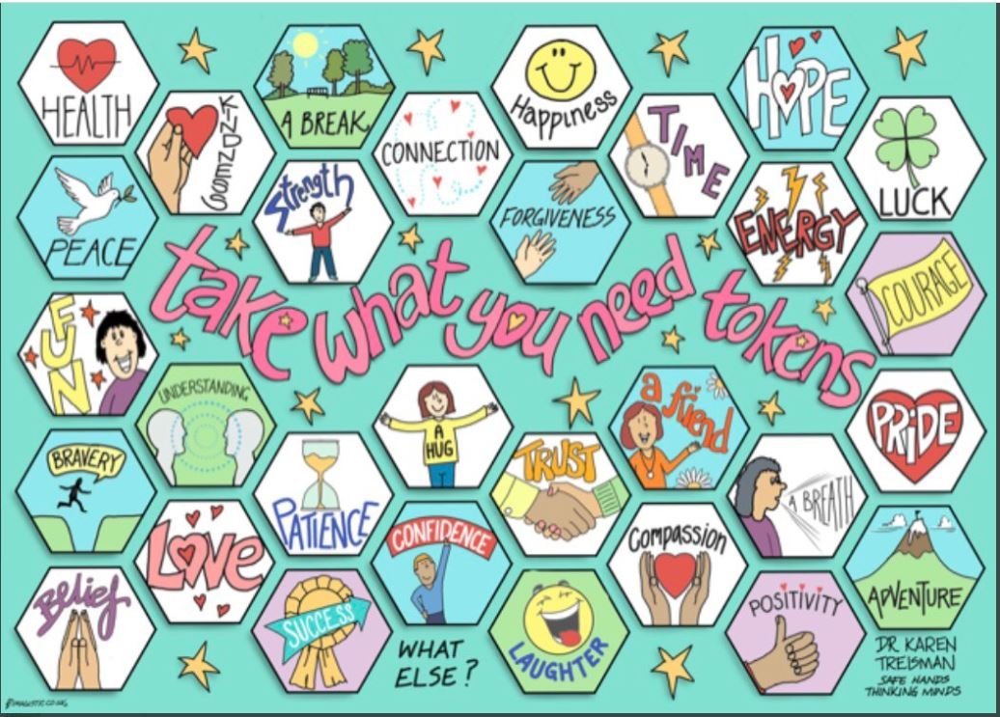 HEALTH
KINDNESS
A BREAK
CONNECTION
Happiness
TIME
HOPE
LUCK
PEACE
Strength
FORGIVENESS
ENERGY
COURAGE
take what you need tokens
FUN
UNDERSTANDING
A
HUG
a friend
PRiDE
BRAVERY
PATIENCE
TRUST
A BREATH
LOVE
CONFIDENCE
Compassion
ADVENTURE
Belief
SUCCESS
LAUGHTER
POSITIVITY
WHAT
ELSE?
DR KAREN
TREISMAN
SAFE HANDS
THINKING MINDS